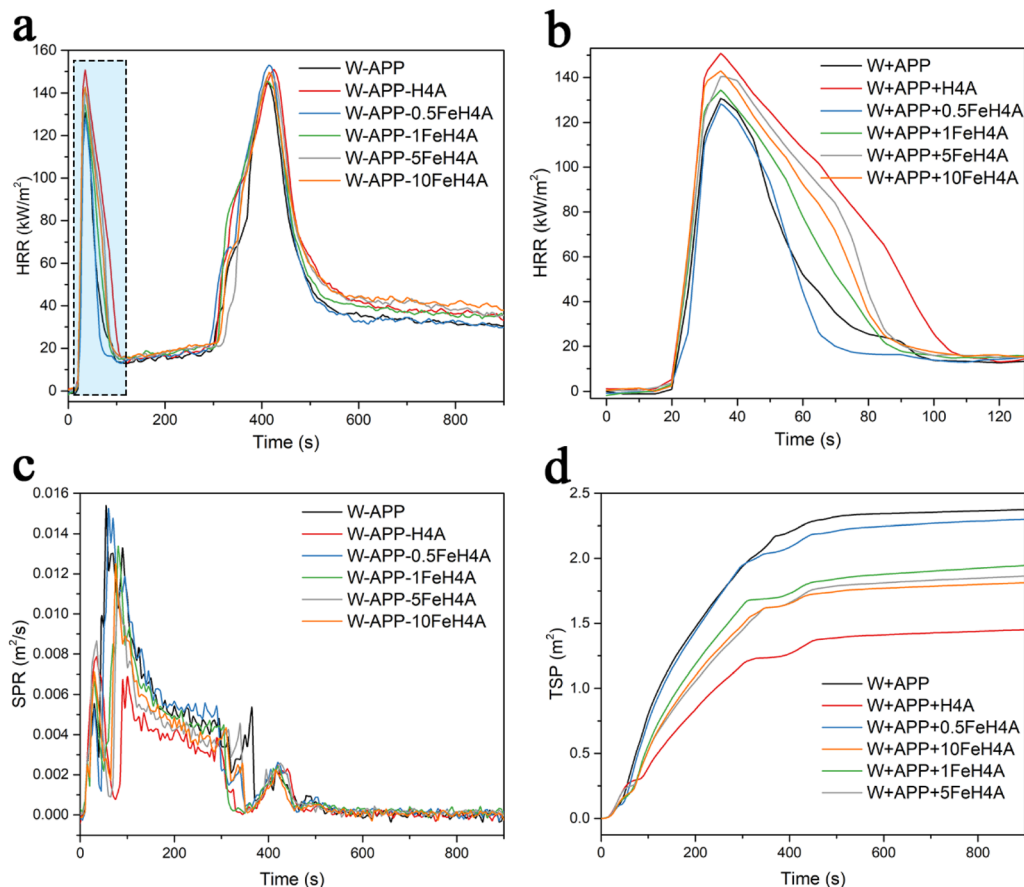 a
160
140
120
100
80
60
40
20
0
HRR (kW/m²)
0
200
400
600
800
Time (s)
W-APP
W-APP-H4A
W-APP-0.5FeH4A
W-APP-1FeH4A
W-APP-5FeH4A
W-APP-10FeH4A
b
140
120
100
80
60
40
20
0
HRR (kW/m²)
0
20
40
60
80
100
120
Time (s)
W+APP
W+APP+H4A
W+APP+0.5FeH4A
W+APP+1FeH4A
W+APP+5FeH4A
W+APP+10FeH4A
c
0.016
0.014
0.012
0.010
0.008
0.006
0.004
0.002
0.000
SPR (m²/s)
0
200
400
600
800
Time (s)
W-APP
W-APP-H4A
W-APP-0.5FeH4A
W-APP-1FeH4A
W-APP-5FeH4A
W-APP-10FeH4A
d
2.5
2.0
1.5
1.0
0.5
0.0
TSP (m²)
0
200
400
600
800
Time (s)
W+APP
W+APP+H4A
W+APP+0.5FeH4A
W+APP+10FeH4A
W+APP+1FeH4A
W+APP+5FeH4A